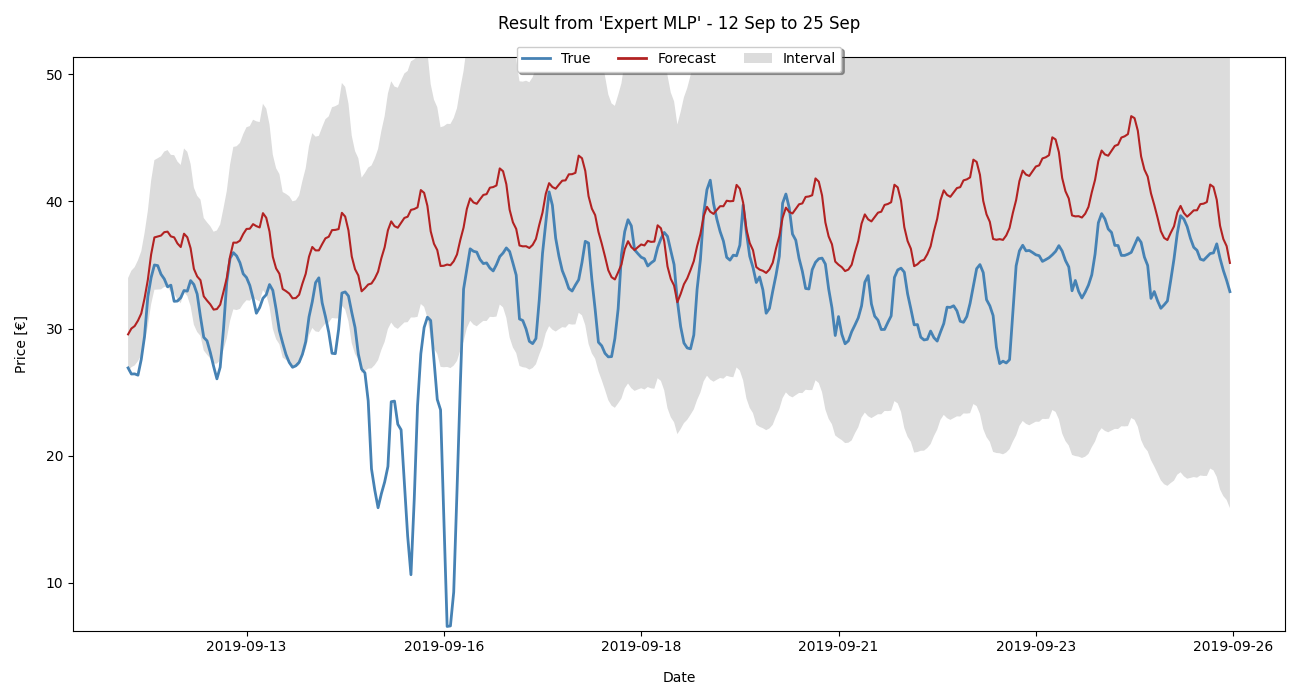 Result from 'Expert MLP' - 12 Sep to 25 Sep
True Forecast Interval
50
40
30
20
10
Price [€]
2019-09-13 2019-09-16 2019-09-18 2019-09-21 2019-09-23 2019-09-26
Date